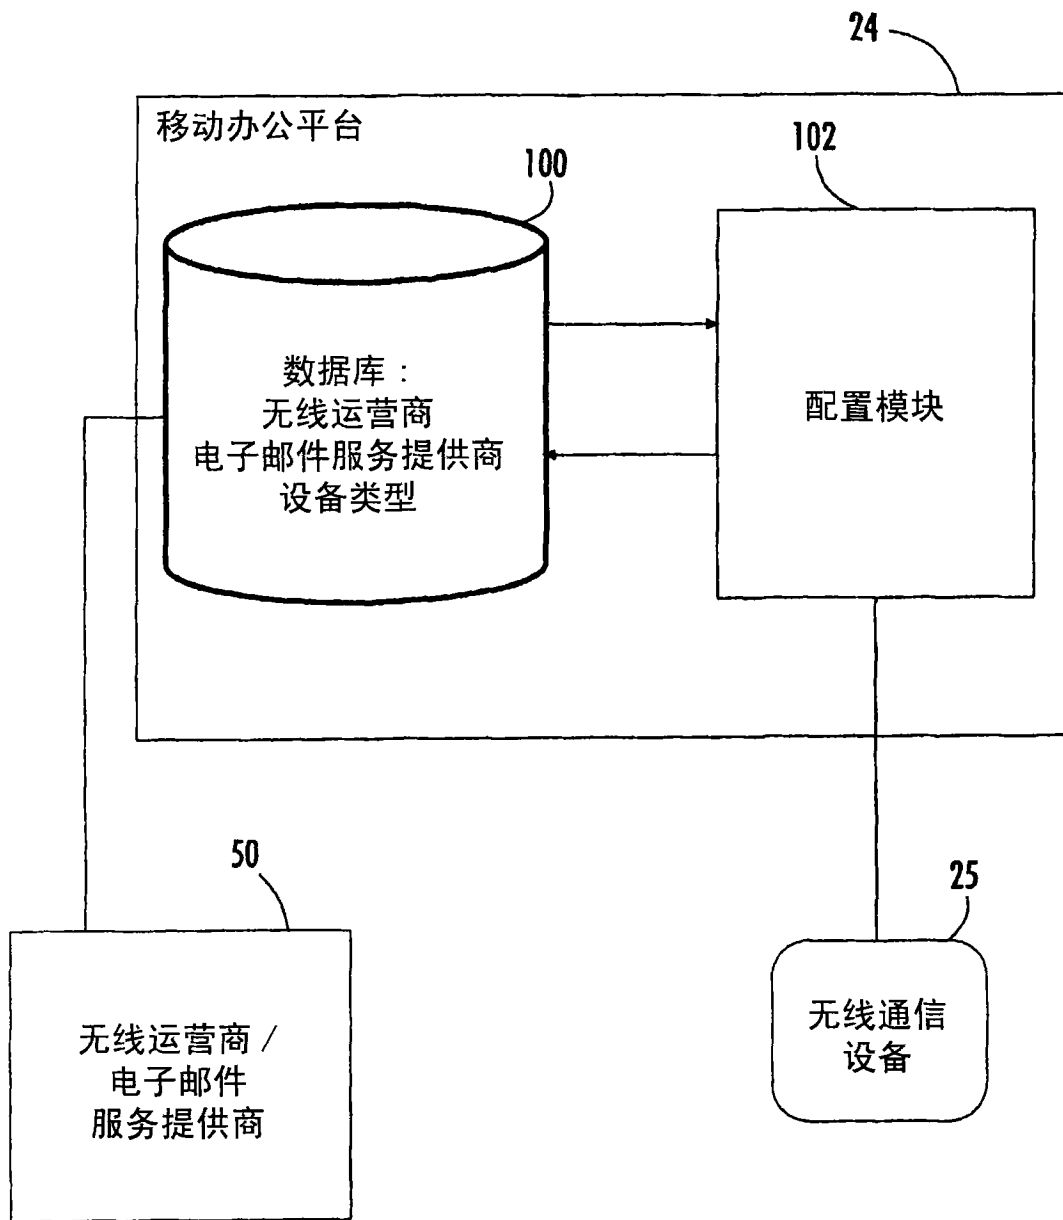 24
移动办公平台
100
102
数据库：
无线运营商
电子邮件服务提供商
设备类型
配置模块
50
25
无线运营商/
电子邮件
服务提供商
无线通信
设备